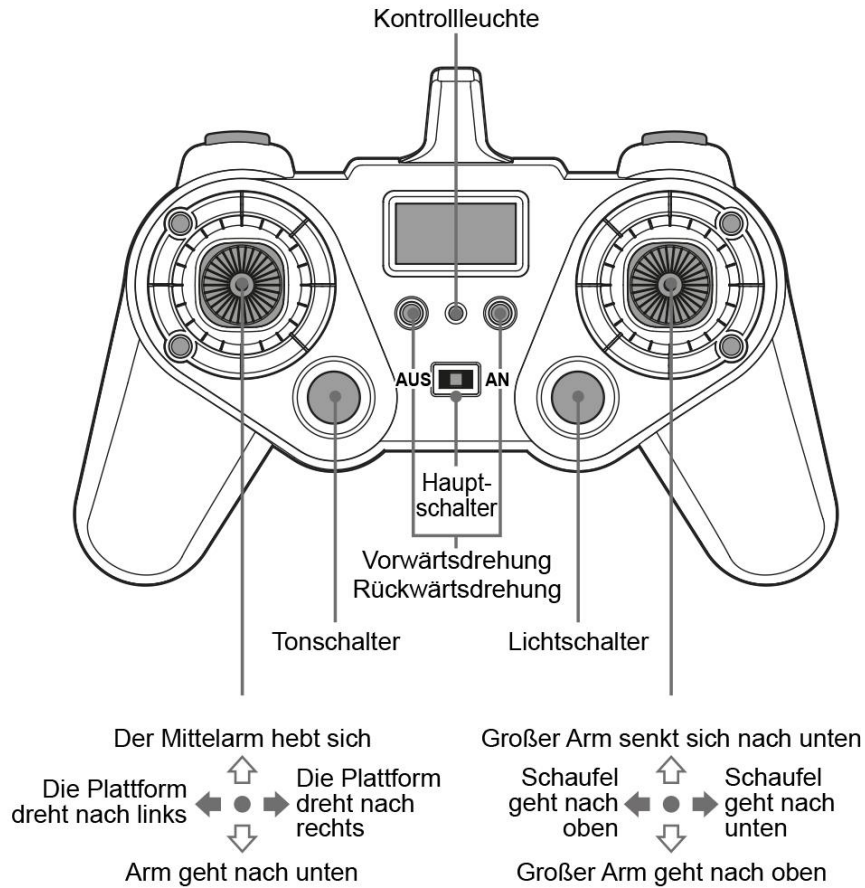 Kontrollleuchte
AUS
AN
Haupt-
schalter
Vorwärtsdrehung
Rückwärtsdrehung
Tonschalter
Lichtschalter
Der Mittelarm hebt sich
Die Plattform
dreht nach links
Die Plattform
dreht nach
rechts
Arm geht nach unten
Großer Arm senkt sich nach unten
Schaufel
geht nach
oben
Schaufel
geht nach
unten
Großer Arm geht nach oben